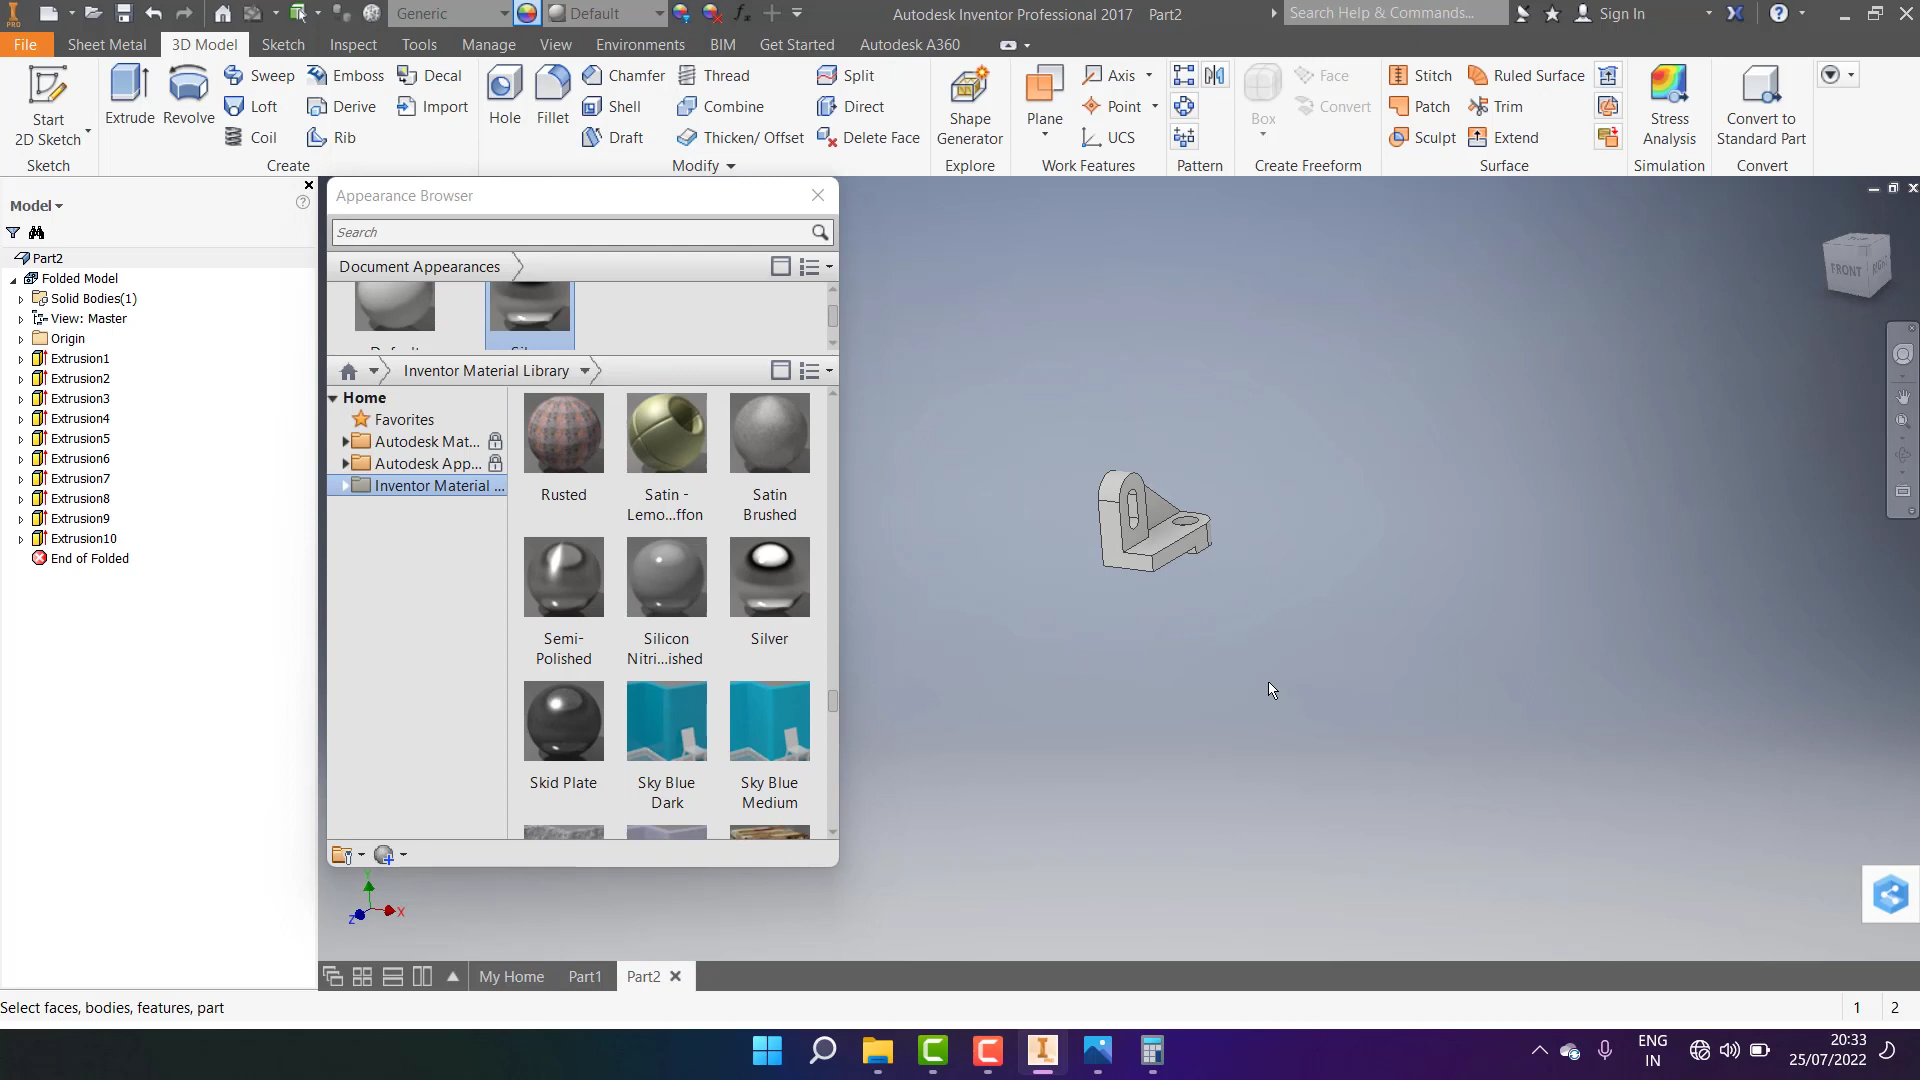 PRO
Generic
Default
Autodesk Inventor Professional 2017 Part2
Search Help & Commands...
Sign In
File
Sheet Metal
3D Model
Sketch
Inspect
Tools
Manage
View
Environments
BIM
Get Started
Autodesk A360
Start
2D Sketch
Sketch
Extrude
Revolve
Sweep
Loft
Coil
Emboss
Derive
Rib
Decal
Import
Create
Hole
Fillet
Chamfer
Shell
Draft
Thread
Combine
Thicken/ Offset
Split
Direct
Delete Face
Modify
Shape
Generator
Explore
Plane
Axis
Point
UCS
Work Features
Pattern
Box
Face
Convert
Create Freeform
Stitch
Patch
Sculpt
Ruled Surface
Trim
Extend
Surface
Stress
Analysis
Simulation
Convert to
Standard Part
Convert
Model
Part2
Folded Model
Solid Bodies(1)
View: Master
Origin
Extrusion1
Extrusion2
Extrusion3
Extrusion4
Extrusion5
Extrusion6
Extrusion7
Extrusion8
Extrusion9
Extrusion10
End of Folded
Appearance Browser
Search
Document Appearances
Inventor Material Library
Home
Favorites
Autodesk Mat...
Autodesk App...
Inventor Material ...
Rusted
Satin -
Lemo...ffon
Satin
Brushed
Semi-
Polished
Silicon
Nitri...ished
Silver
Skid Plate
Sky Blue
Dark
Sky Blue
Medium
FRONT
RIGHT
Y
Z
X
My Home
Part1
Part2
Select faces, bodies, features, part
1
2
ENG
IN
20:33
25/07/2022